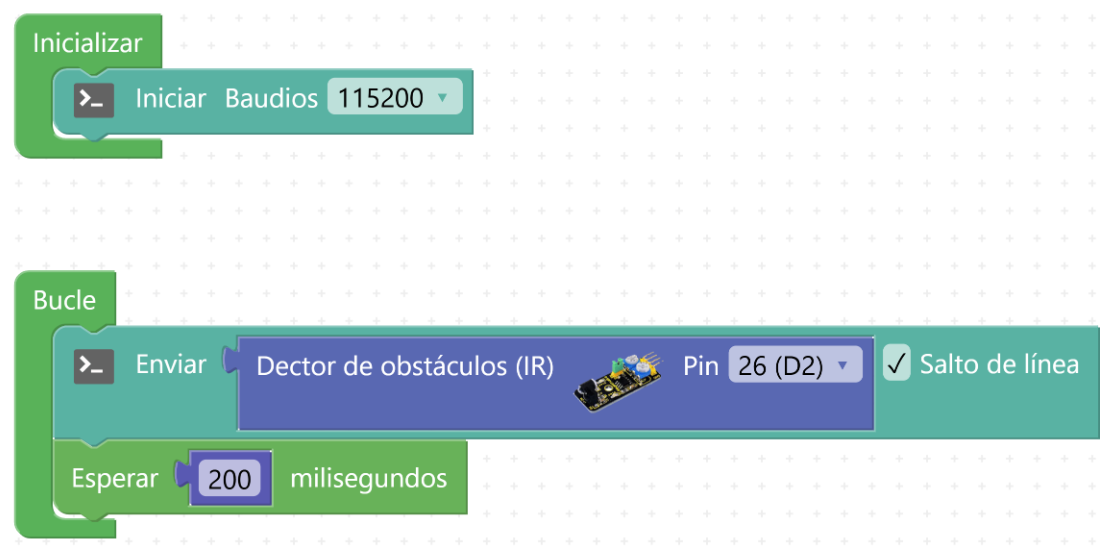 Inicializar
>_ Iniciar Baudios 115200
Bucle
>_ Enviar Dector de obstáculos (IR) Pin 26 (D2) ✓ Salto de línea
Esperar 200 milisegundos